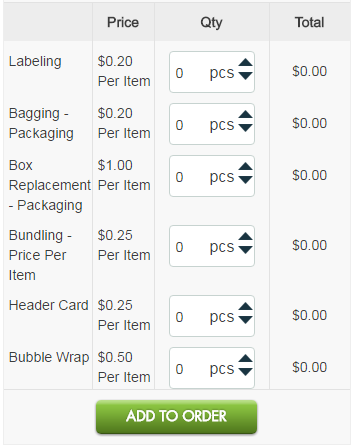 Price Qty Total
Labeling $0.20 0 pcs $0.00
Per Item
Bagging - $0.20 0 pcs $0.00
Packaging Per Item
Box $1.00 0 pcs $0.00
Replacement Per Item
- Packaging
Bundling - $0.25 0 pcs $0.00
Price Per Per Item
Item
Header Card $0.25 0 pcs $0.00
Per Item
Bubble Wrap $0.50 0 pcs $0.00
Per Item
ADD TO ORDER